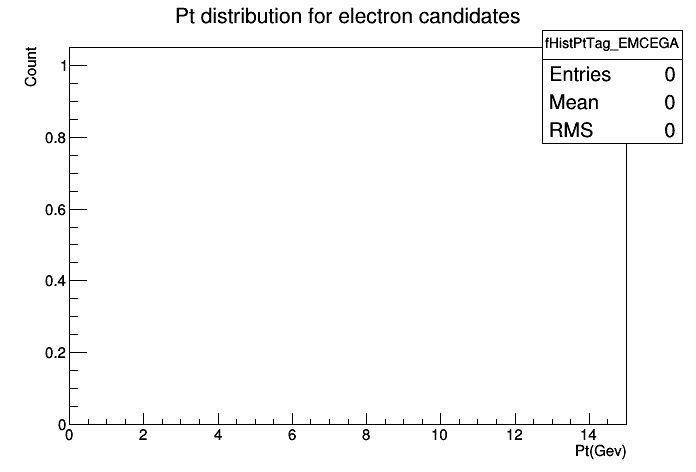 Pt distribution for electron candidates
fHistPtTag_EMCEGA
Entries 0
Mean 0
RMS 0
Count
1
0.8
0.6
0.4
0.2
0
0 2 4 6 8 10 12 14
Pt(Gev)